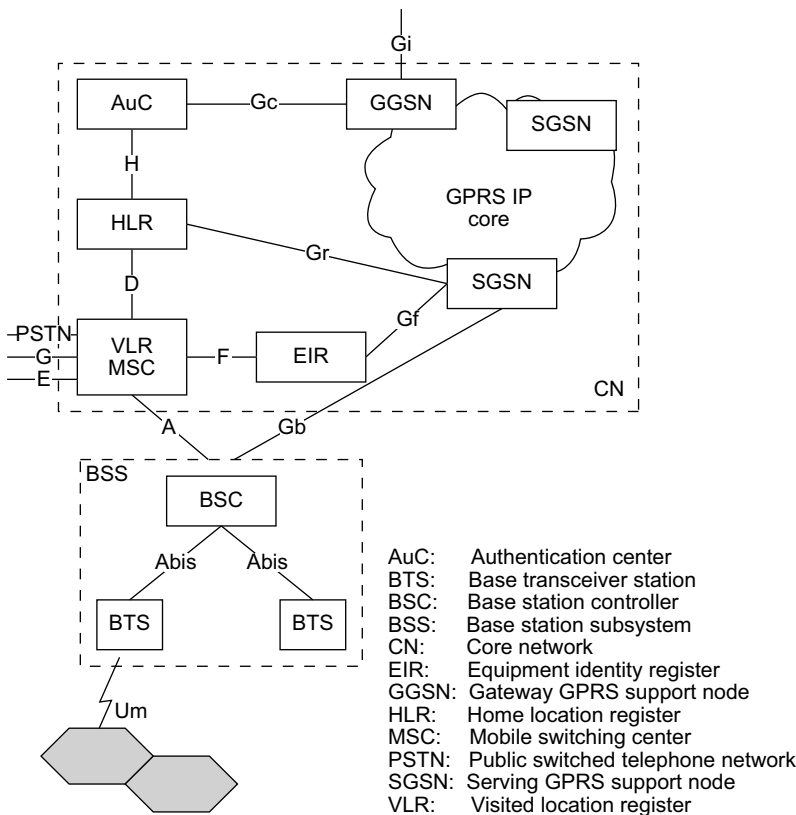 Gi
AuC
Gc
GGSN
SGSN
H
GPRS IP
core
HLR
Gr
SGSN
D
Gf
PSTN
G
E
VLR
MSC
F
EIR
CN
A
Gb
BSS
BSC
Abis
Abis
BTS
BTS
Um
AuC: Authentication center
BTS: Base transceiver station
BSC: Base station controller
BSS: Base station subsystem
CN: Core network
EIR: Equipment identity register
GGSN: Gateway GPRS support node
HLR: Home location register
MSC: Mobile switching center
PSTN: Public switched telephone network
SGSN: Serving GPRS support node
VLR: Visited location register